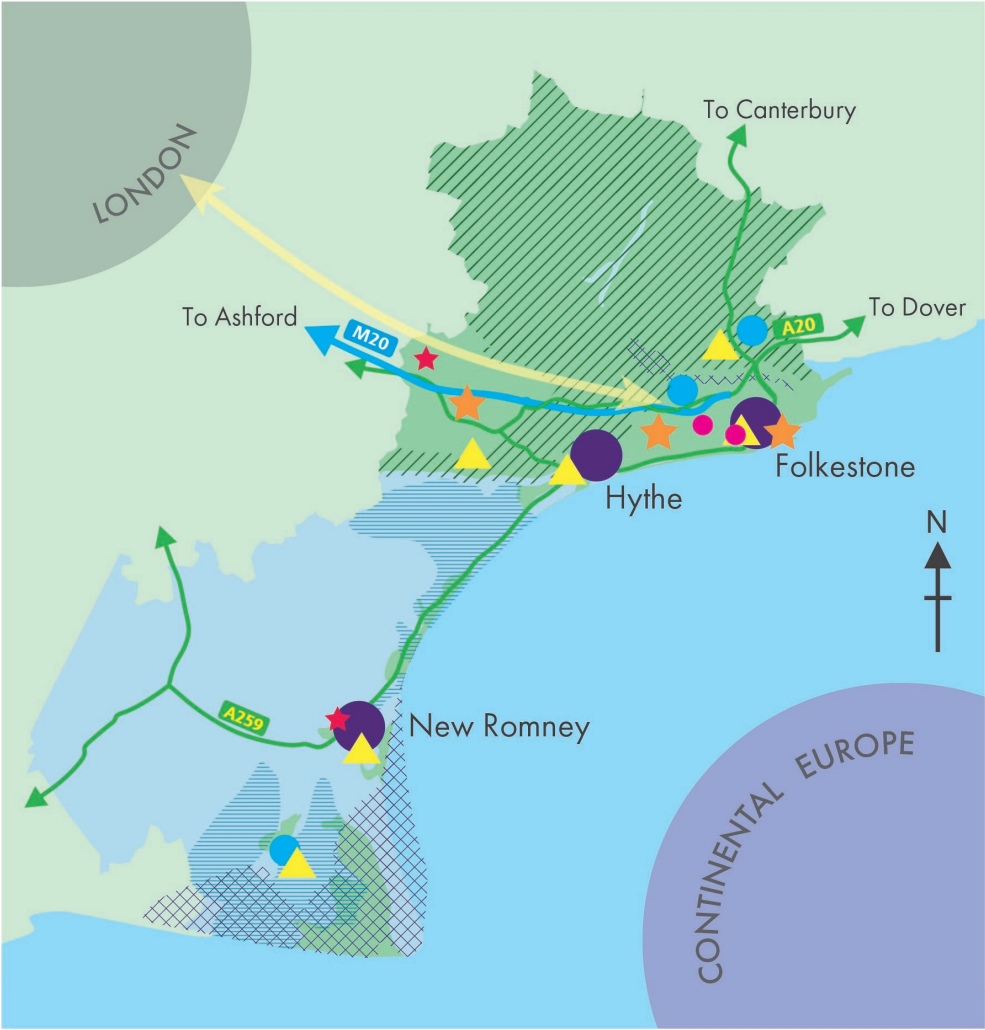 To Canterbury
LONDON
To Dover
To Ashford
M20
A20
Folkestone
Hythe
N
A259
New Romney
CONTINENTAL EUROPE